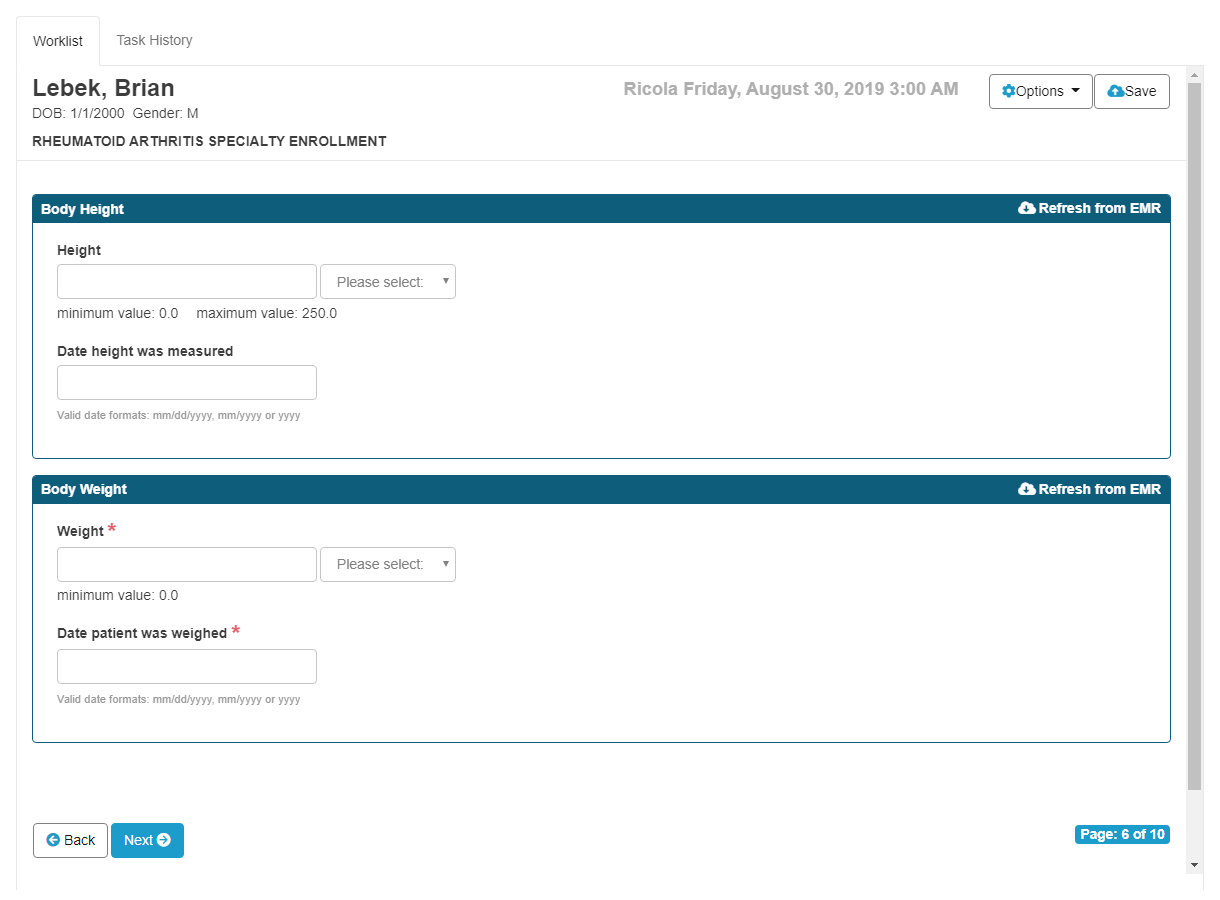 Worklist Task History
Lebek, Brian
Ricola Friday, August 30, 2019 3:00 AM
Options Save
DOB: 1/1/2000 Gender: M
RHEUMATOID ARTHRITIS SPECIALTY ENROLLMENT
Body Height Refresh from EMR
Height
Please select:
minimum value: 0.0 maximum value: 250.0
Date height was measured
Valid date formats: mm/dd/yyyy, mm/yyyy or yyyy
Body Weight Refresh from EMR
Weight *
Please select:
minimum value: 0.0
Date patient was weighed *
Valid date formats: mm/dd/yyyy, mm/yyyy or yyyy
Back Next Page: 6 of 10